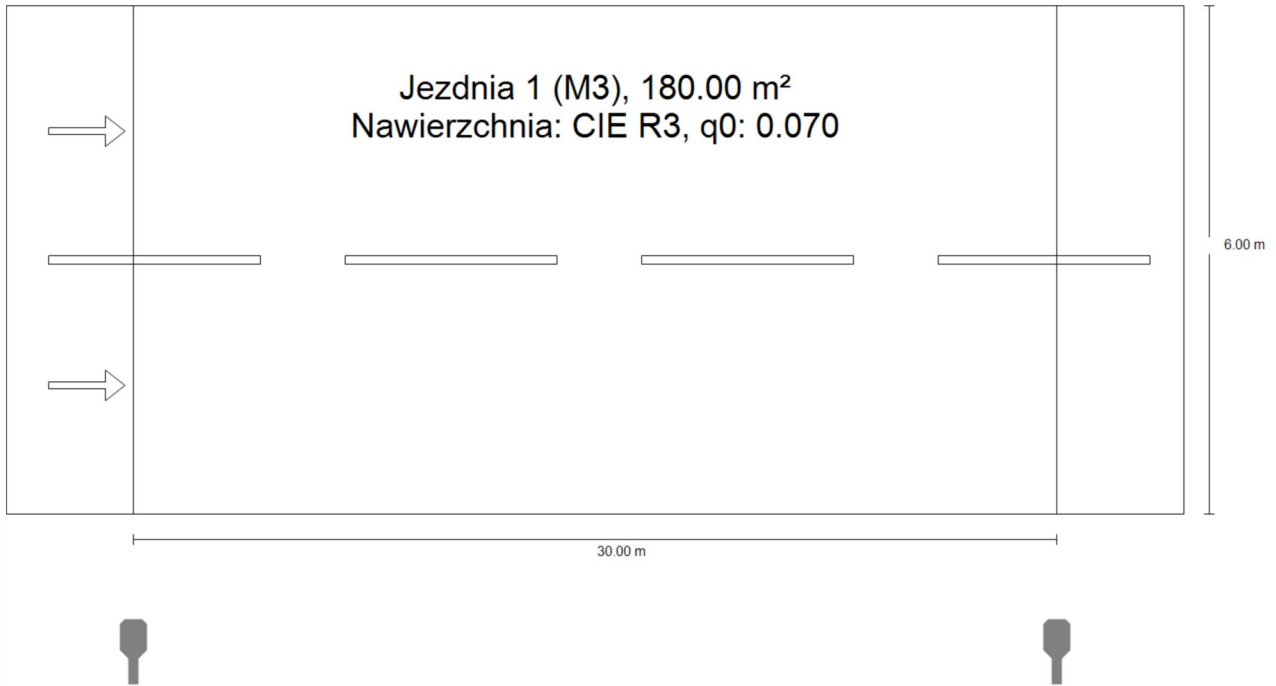 Jezdnia 1 (M3), 180.00 m²
Nawierzchnia: CIE R3, q0: 0.070
6.00 m
30.00 m